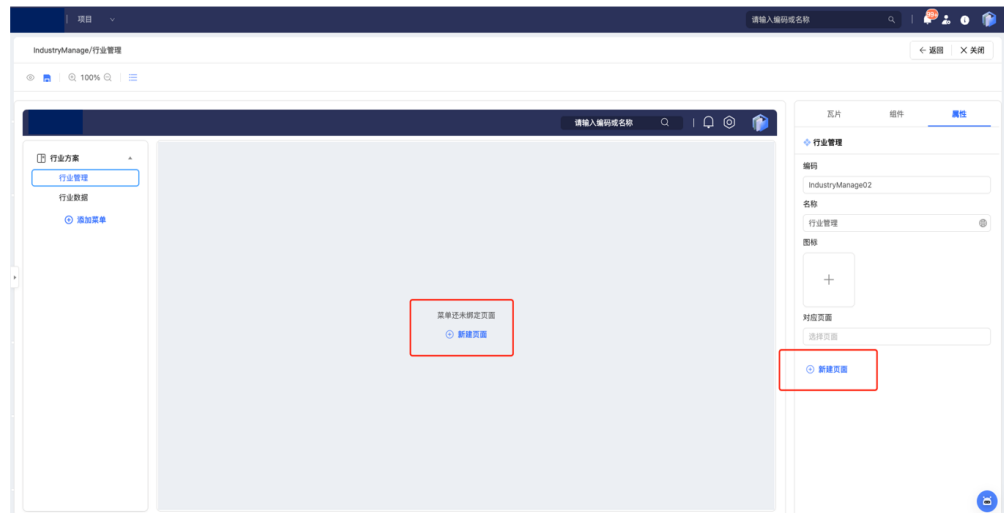 项目
请输入编码或名称
99+
IndustryManage/行业管理
返回
关闭
100%
请输入编码或名称
行业方案
行业管理
行业数据
添加菜单
菜单还未绑定页面
新建页面
瓦片 组件 属性
行业管理
编码
IndustryManage02
名称
行业管理
图标
对应页面
选择页面
新建页面